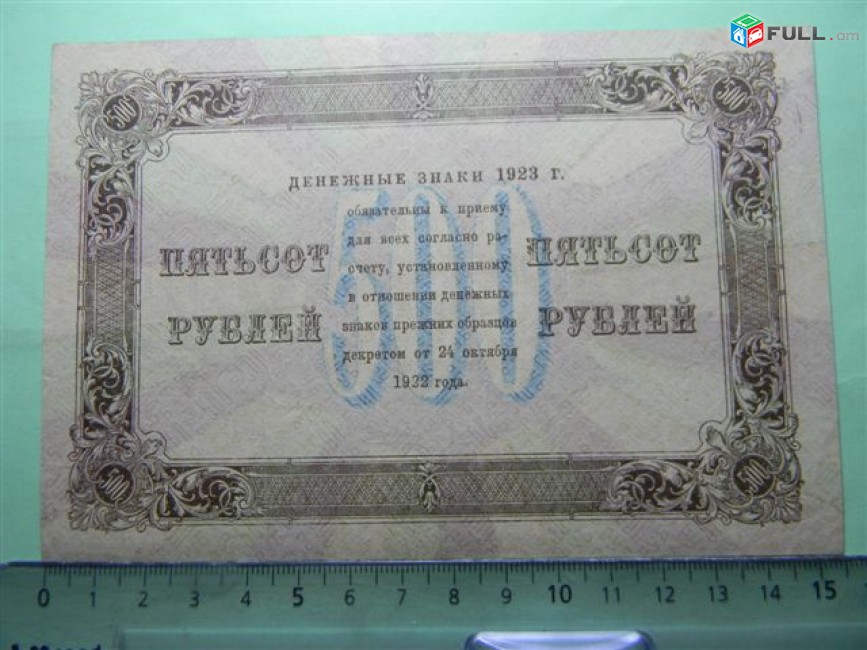 FULL.am
500 500
ДЕНЕЖНЫЕ ЗНАКИ 1923 г.
обязательны к приему
для всех согласно ра-
счету, установленному
в отношении денежных
знаков прежних образцов
декретом от 24 октября
1922 года.
ПЯТЬСОТ
РУБЛЕЙ
500
ПЯТЬСОТ
РУБЛЕЙ
500 500
0 1 2 3 4 5 6 7 8 9 10 11 12 13 14 15